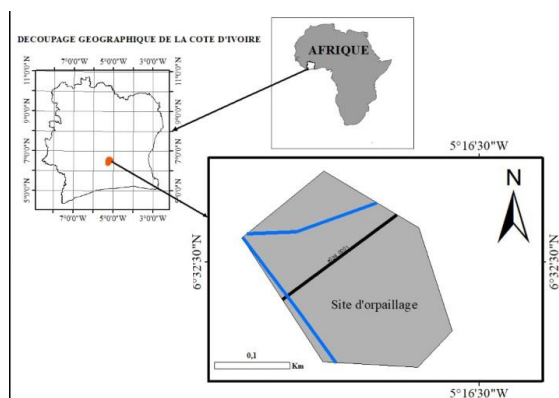 DECOUPAGE GEOGRAPHIQUE DE LA COTE D'IVOIRE
AFRIQUE
7°0'0"W 5°0'0"W 3°0'0"W
11°0'0"N 11°0'0"N
9°0'0"N 9°0'0"N
7°0'0"N 7°0'0"N
5°0'0"N 5°0'0"N
7°0'0"W 5°0'0"W 3°0'0"W
5°16'30"W
N
6°32'30"N 6°32'30"N
Site d'orpaillage
0,1
Km
5°16'30"W